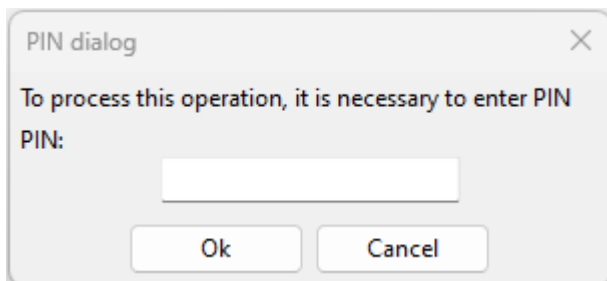 PIN dialog
To process this operation, it is necessary to enter PIN
PIN:
Ok Cancel